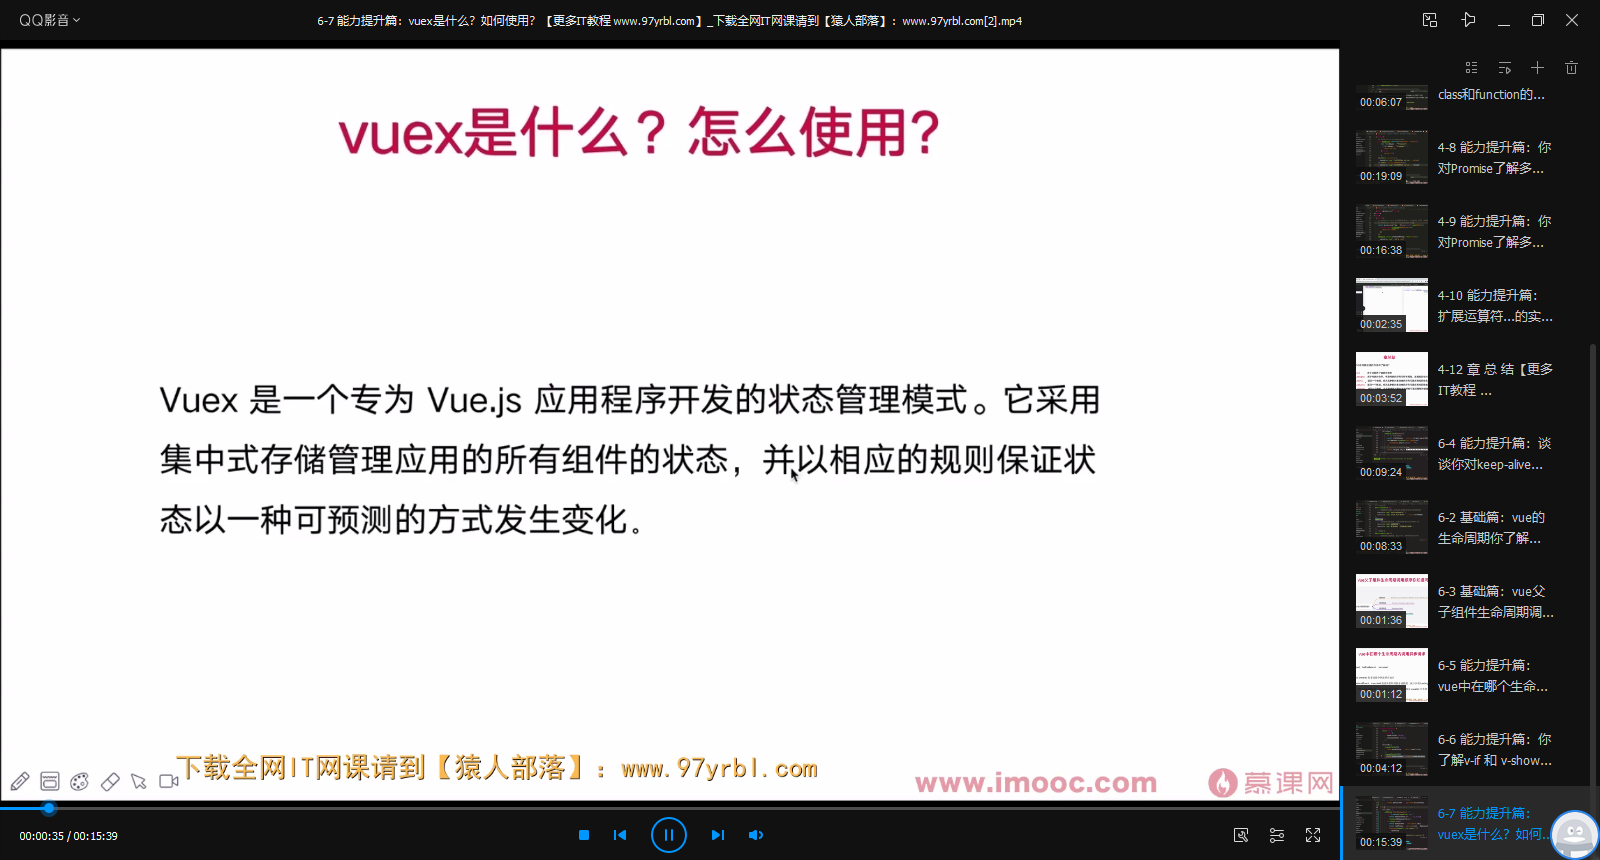 QQ影音
6-7 能力提升篇：vuex是什么？如何使用？【更多IT教程 www.97yrbl.com】_下载全网IT网课请到【猿人部落】：www.97yrbl.com[2].mp4
vuex是什么？怎么使用？
Vuex 是一个专为 Vue.js 应用程序开发的状态管理模式。它采用
集中式存储管理应用的所有组件的状态，并以相应的规则保证状
态以一种可预测的方式发生变化。
下载全网IT网课请到【猿人部落】：www.97yrbl.com
www.imooc.com
慕课网
00:00:35 / 00:15:39
00:06:07
class和function的...
00:19:09
4-8 能力提升篇：你
对Promise了解多...
00:16:38
4-9 能力提升篇：你
对Promise了解多...
00:02:35
4-10 能力提升篇：
扩展运算符...的实...
00:03:52
4-12 章 总 结【更多
IT教程 ...
00:09:24
6-4 能力提升篇：谈
谈你对keep-alive...
00:08:33
6-2 基础篇：vue的
生命周期你了解...
00:01:36
6-3 基础篇：vue父
子组件生命周期调...
00:01:12
6-5 能力提升篇：
vue中在哪个生命...
00:04:12
6-6 能力提升篇：你
了解v-if 和 v-show...
00:15:39
6-7 能力提升篇：
vuex是什么？如何...